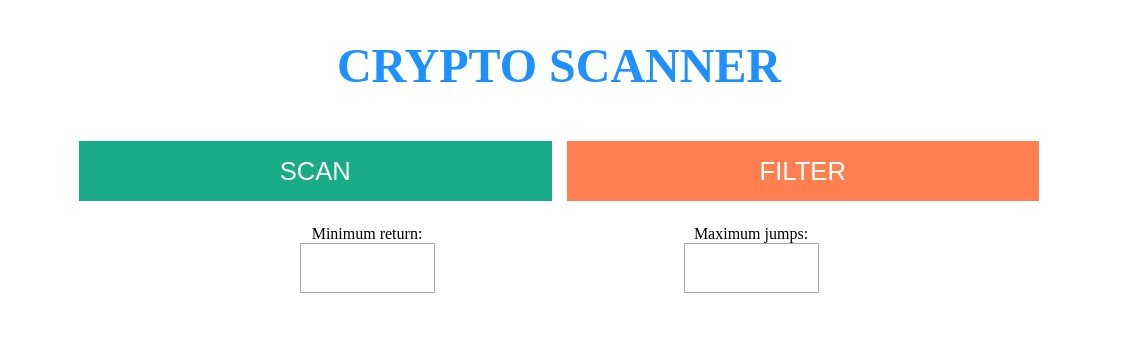 CRYPTO SCANNER
SCAN
FILTER
Minimum return:
Maximum jumps: